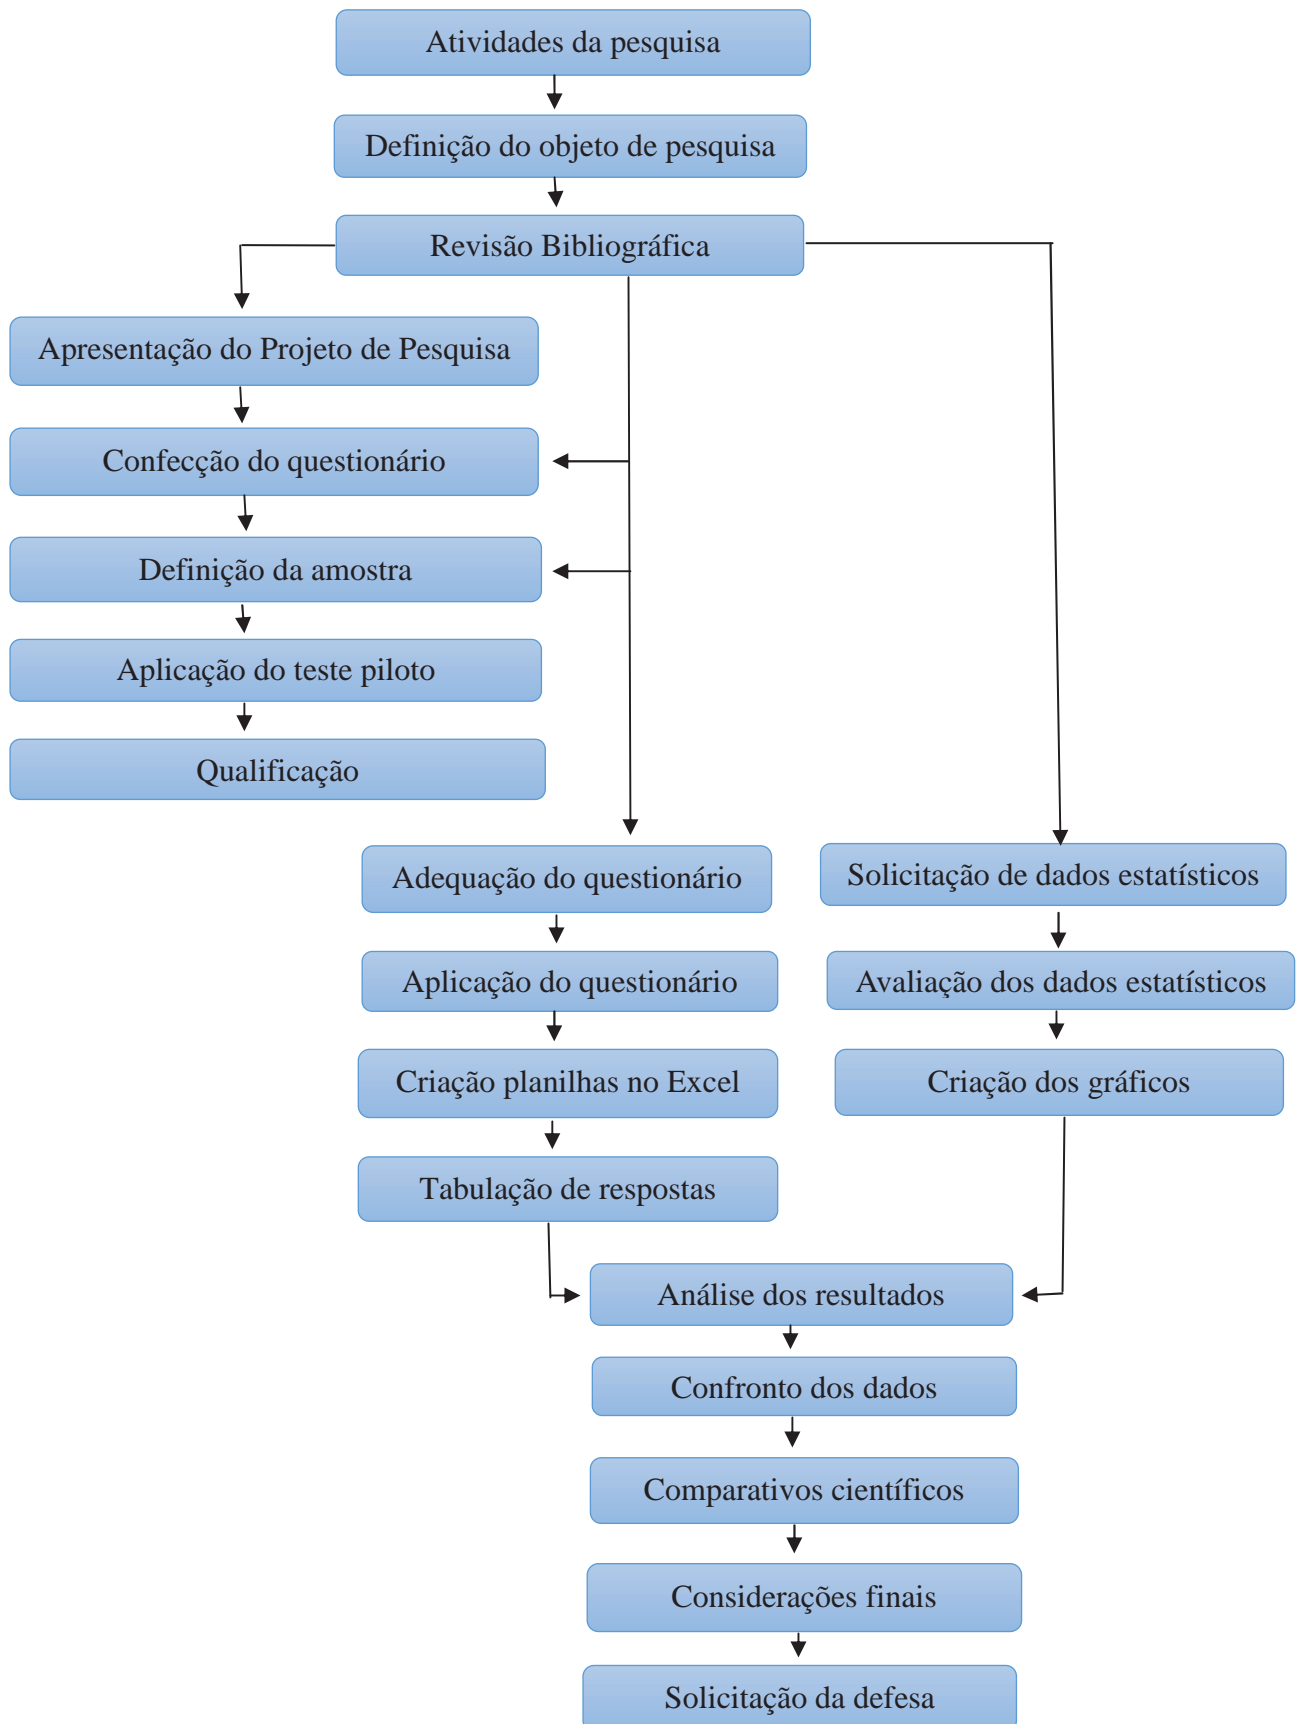 Atividades da pesquisa
Definição do objeto de pesquisa
Revisão Bibliográfica
Apresentação do Projeto de Pesquisa
Confecção do questionário
Definição da amostra
Aplicação do teste piloto
Qualificação
Adequação do questionário
Aplicação do questionário
Criação planilhas no Excel
Tabulação de respostas
Solicitação de dados estatísticos
Avaliação dos dados estatísticos
Criação dos gráficos
Análise dos resultados
Confronto dos dados
Comparativos científicos
Considerações finais
Solicitação da defesa